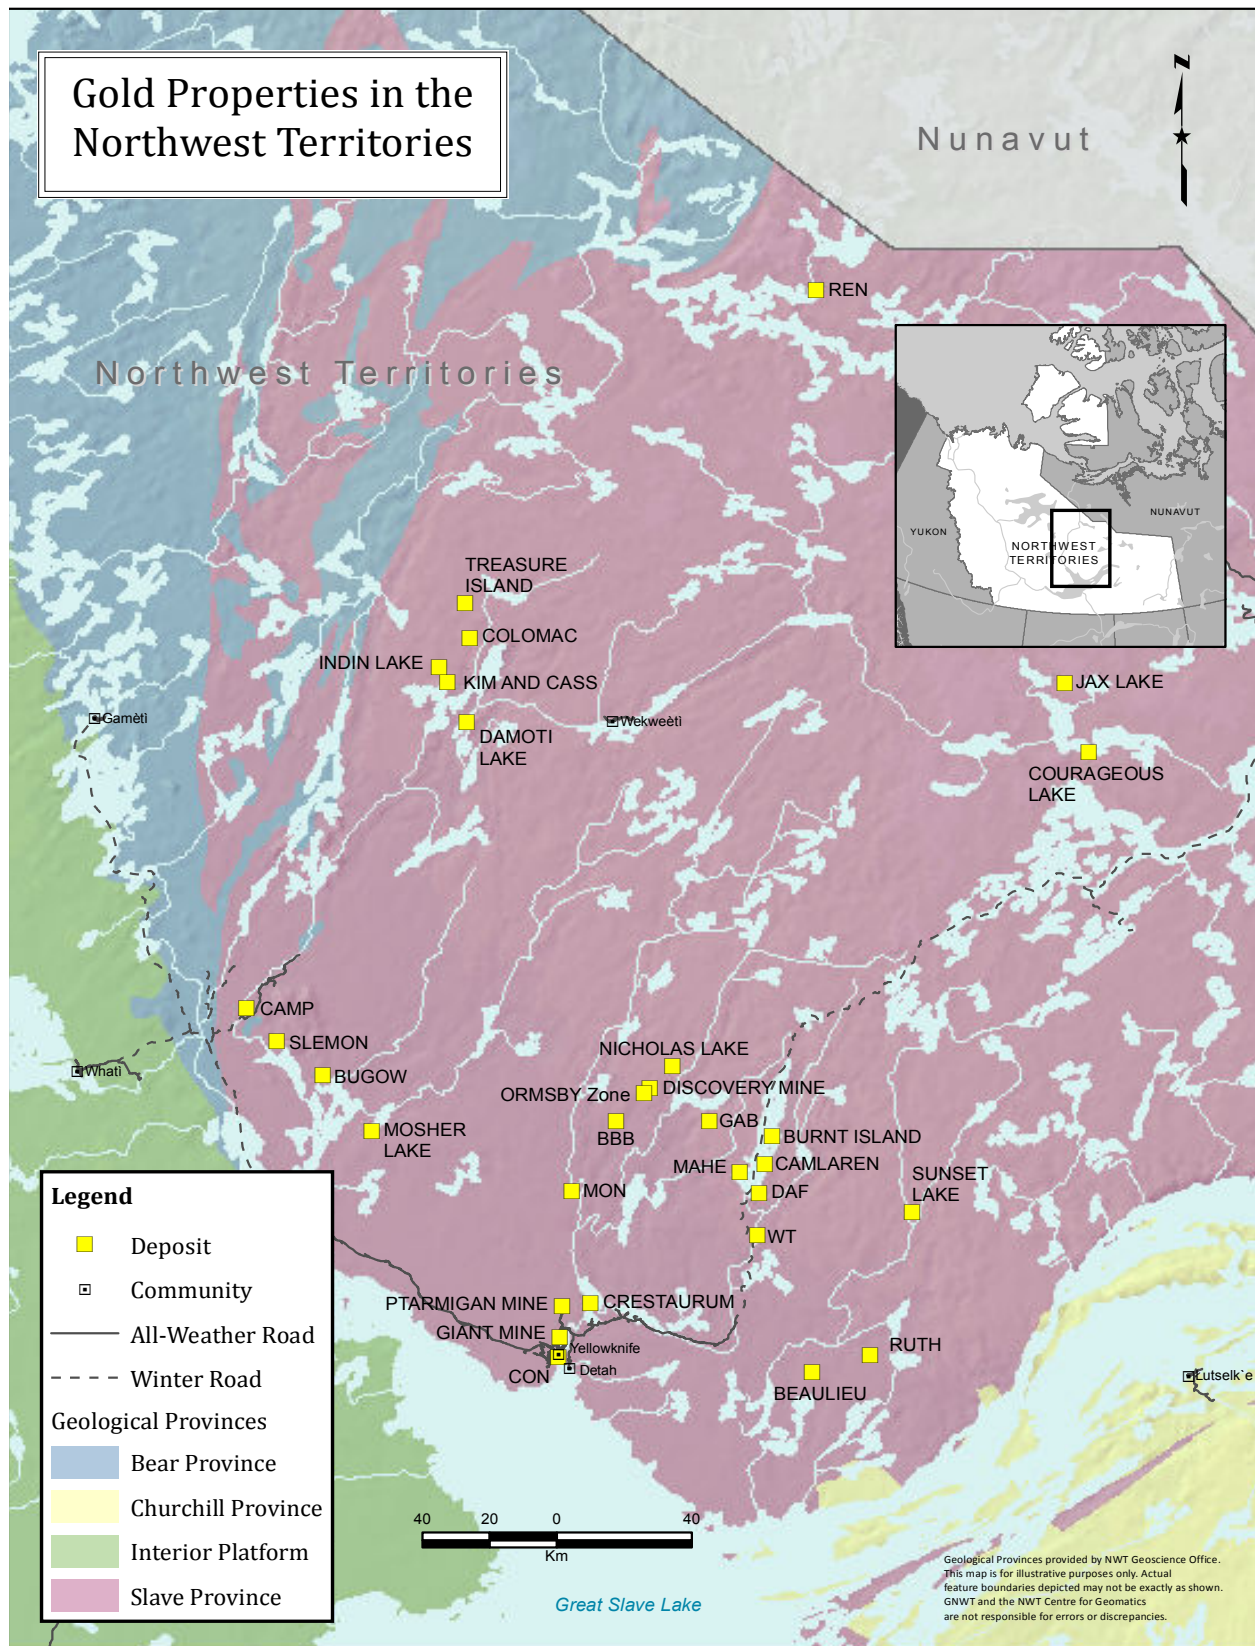 Gold Properties in the
Northwest Territories
Nunavut
N
REN
Northwest Territories
YUKON
NUNAVUT
NORTHWEST
TERRITORIES
TREASURE
ISLAND
COLOMAC
INDIN LAKE
KIM AND CASS
JAX LAKE
Gamètì
Wekweètì
DAMOTI
LAKE
COURAGEOUS
LAKE
CAMP
SLEMON
NICHOLAS LAKE
Whatì
BUGOW
DISCOVERY MINE
ORMSBY Zone
GAB
MOSHER
LAKE
BBB
BURNT ISLAND
MAHE
CAMLAREN
SUNSET
LAKE
MON
DAF
WT
PTARMIGAN MINE
CRESTAURUM
GIANT MINE
Yellowknife
RUTH
CON
Detah
BEAULIEU
Łutselk`e
Legend
Deposit
Community
All-Weather Road
Winter Road
Geological Provinces
Bear Province
Churchill Province
Interior Platform
Slave Province
40 20 0 40
Km
Great Slave Lake
Geological Provinces provided by NWT Geoscience Office.
This map is for illustrative purposes only. Actual
feature boundaries depicted may not be exactly as shown.
GNWT and the NWT Centre for Geomatics
are not responsible for errors or discrepancies.